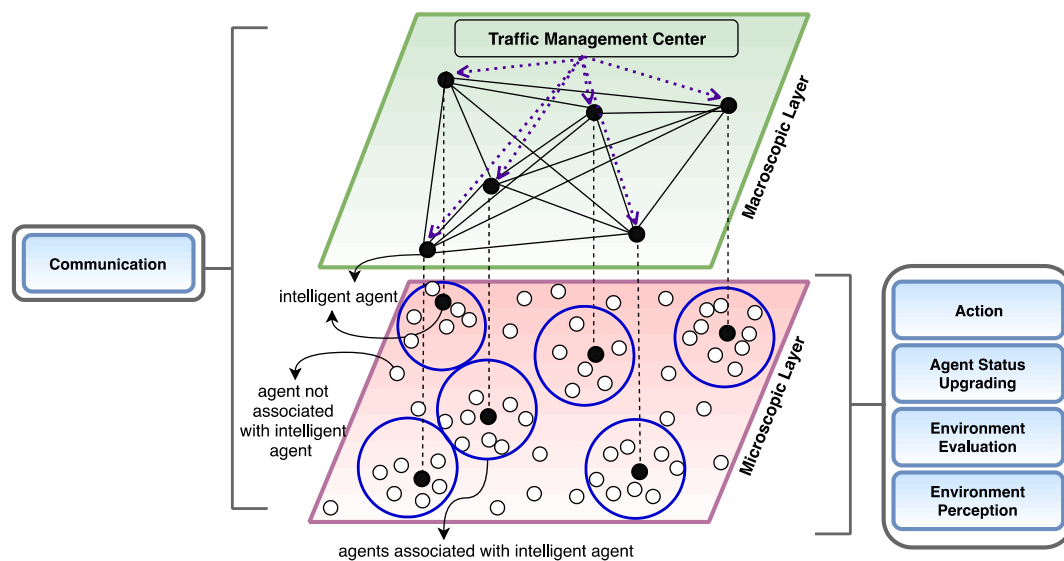 Traffic Management Center
Macroscopic Layer
Communication
intelligent agent
agent not
associated
with intelligent
agent
Microscopic Layer
agents associated with intelligent agent
Action
Agent Status
Upgrading
Environment
Evaluation
Environment
Perception